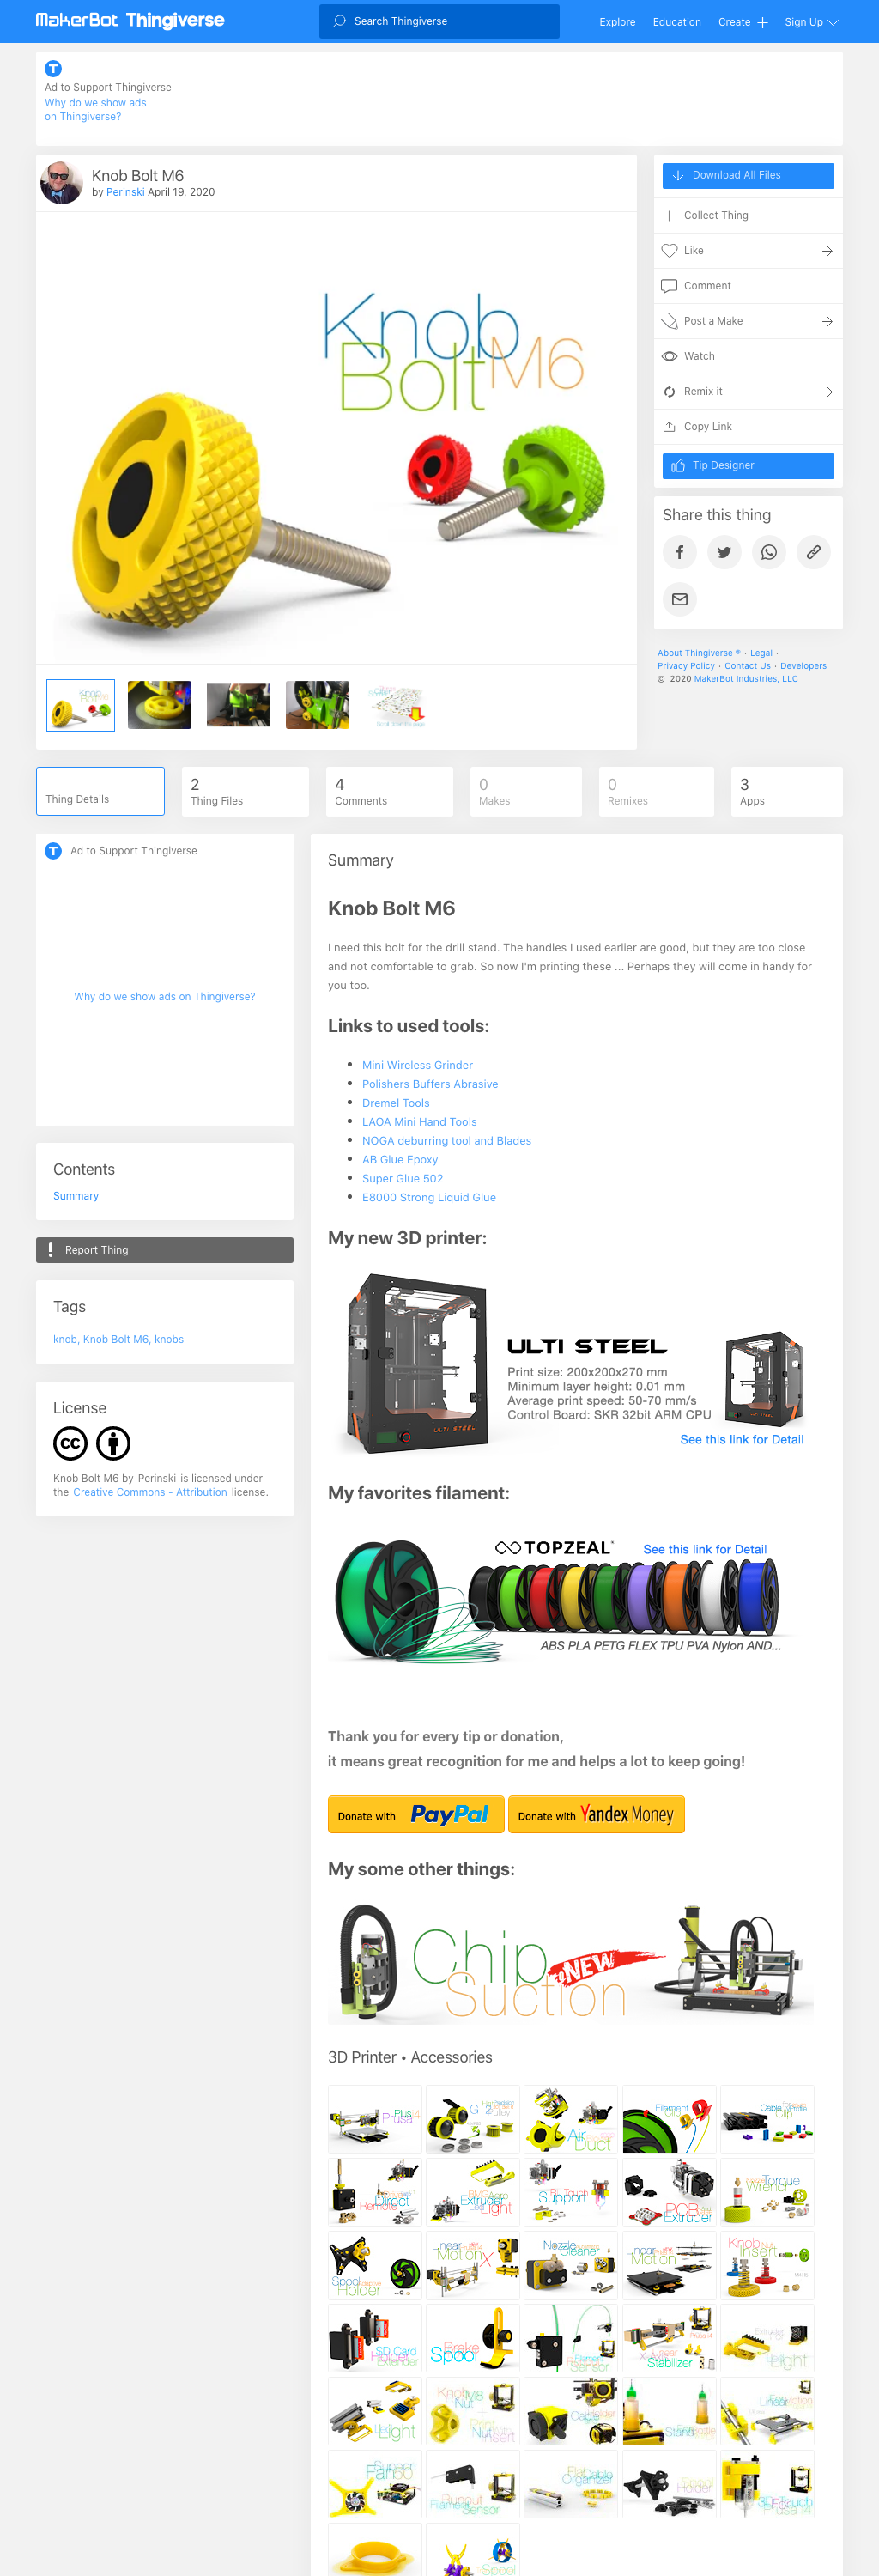 MakerBot Thingiverse
Search Thingiverse
Explore
Education
Create
Sign Up
Ad to Support Thingiverse
Why do we show ads
on Thingiverse?
Knob Bolt M6
by Perinski April 19, 2020
Knob
Bolt M6
Download All Files
Collect Thing
Like
Comment
Post a Make
Watch
Remix it
Copy Link
Tip Designer
Share this thing
About Thingiverse ® · Legal ·
Privacy Policy · Contact Us · Developers
© 2020 MakerBot Industries, LLC
Thing Details
2
Thing Files
4
Comments
0
Makes
0
Remixes
3
Apps
Ad to Support Thingiverse
Why do we show ads on Thingiverse?
Contents
Summary
Report Thing
Tags
knob, Knob Bolt M6, knobs
License
Knob Bolt M6 by Perinski is licensed under
the Creative Commons - Attribution license.
Summary
Knob Bolt M6
I need this bolt for the drill stand. The handles I used earlier are good, but they are too close
and not comfortable to grab. So now I'm printing these ... Perhaps they will come in handy for
you too.
Links to used tools:
Mini Wireless Grinder
Polishers Buffers Abrasive
Dremel Tools
LAOA Mini Hand Tools
NOGA deburring tool and Blades
AB Glue Epoxy
Super Glue 502
E8000 Strong Liquid Glue
My new 3D printer:
ULTI STEEL
ULTI STEEL
Print size: 200x200x270 mm
Minimum layer height: 0.01 mm
Average print speed: 50-70 mm/s
Control Board: SKR 32bit ARM CPU
See this link for Detail
My favorites filament:
TOPZEAL
See this link for Detail
ABS PLA PETG FLEX TPU PVA Nylon AND...
Thank you for every tip or donation,
it means great recognition for me and helps a lot to keep going!
Donate with PayPal
Donate with Yandex Money
My some other things:
Chip
Suction
NEW
3D Printer • Accessories
Plus
Prusa
GT2
Air
Duct
Filament
Cable
Clip
Direct
Extruder
Light
Support
PCB
Extruder
Torque
Wrench
Spool
Holder
Linear
Motion X
Nozzle
Cleaner
Linear
Motion
Knob
Insert
SD Card
Holder
Extender
Brake
Spool
Filament
Sensor
Stabilizer
Light
Light
Knob M8
Nut
Insert
Cable
Stand
Linear
Support
Fan
Runout
Filament
Sensor
Flat Cable
Organizer
Holder
3D Touch
Spool